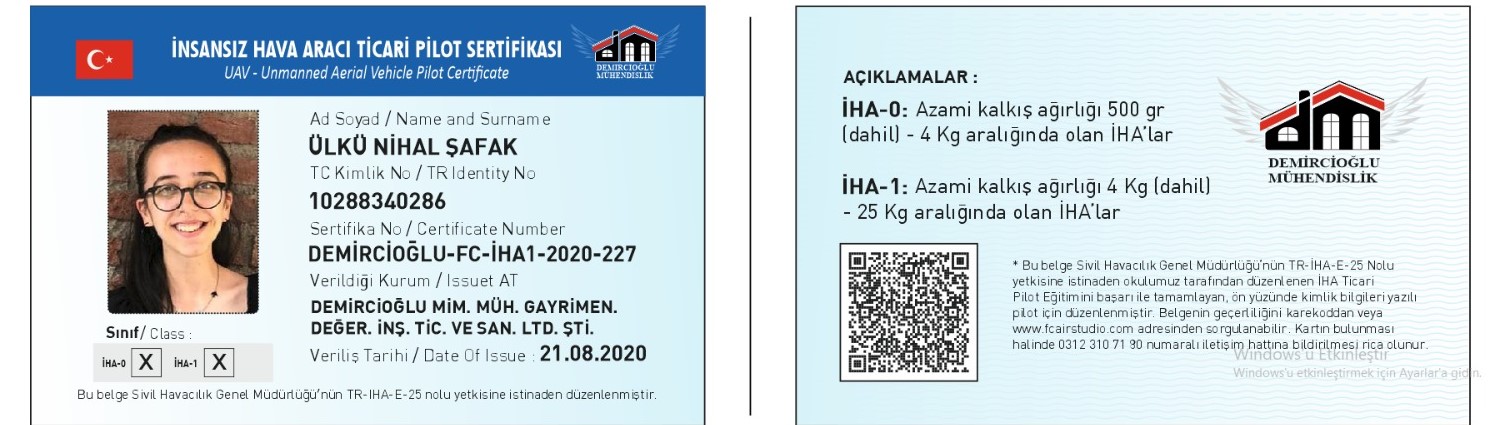 İNSANSIZ HAVA ARACI TİCARİ PİLOT SERTİFİKASI
UAV - Unmanned Aerial Vehicle Pilot Certificate
DEMİRCİOĞLU
MÜHENDİSLİK
Ad Soyad / Name and Surname
ÜLKÜ NİHAL ŞAFAK
TC Kimlik No / TR Identity No
10288340286
Sertifika No / Certificate Number
DEMİRCİOĞLU-FC-İHA1-2020-227
Verildiği Kurum / Issuet AT
DEMİRCİOĞLU MİM. MÜH. GAYRİMEN.
DEĞER. İNŞ. TİC. VE SAN. LTD. ŞTİ.
Veriliş Tarihi / Date Of Issue : 21.08.2020
Sınıf/ Class :
İHA-0 X İHA-1 X
Bu belge Sivil Havacılık Genel Müdürlüğü'nün TR-IHA-E-25 nolu yetkisine istinaden düzenlenmiştir.
AÇIKLAMALAR :
İHA-0: Azami kalkış ağırlığı 500 gr
(dahil) - 4 Kg aralığında olan İHA'lar
İHA-1: Azami kalkış ağırlığı 4 Kg (dahil)
- 25 Kg aralığında olan İHA'lar
DEMİRCİOĞLU
MÜHENDİSLİK
* Bu belge Sivil Havacılık Genel Müdürlüğü'nün TR-İHA-E-25 Nolu
yetkisine istinaden okulumuz tarafından düzenlenen İHA Ticari
Pilot Eğitimini başarı ile tamamlayan, ön yüzünde kimlik bilgileri yazılı
pilot için düzenlenmiştir. Belgenin geçerliliğini karekoddan veya
www.fcairstudio.com adresinden sorgulanabilir. Kartın bulunması
halinde 0312 310 71 90 numaralı iletişim hattına bildirilmesi rica olunur.
Windows'u Etkinleştir
Windows'u etkinleştirmek için Ayarlar'a gidin.